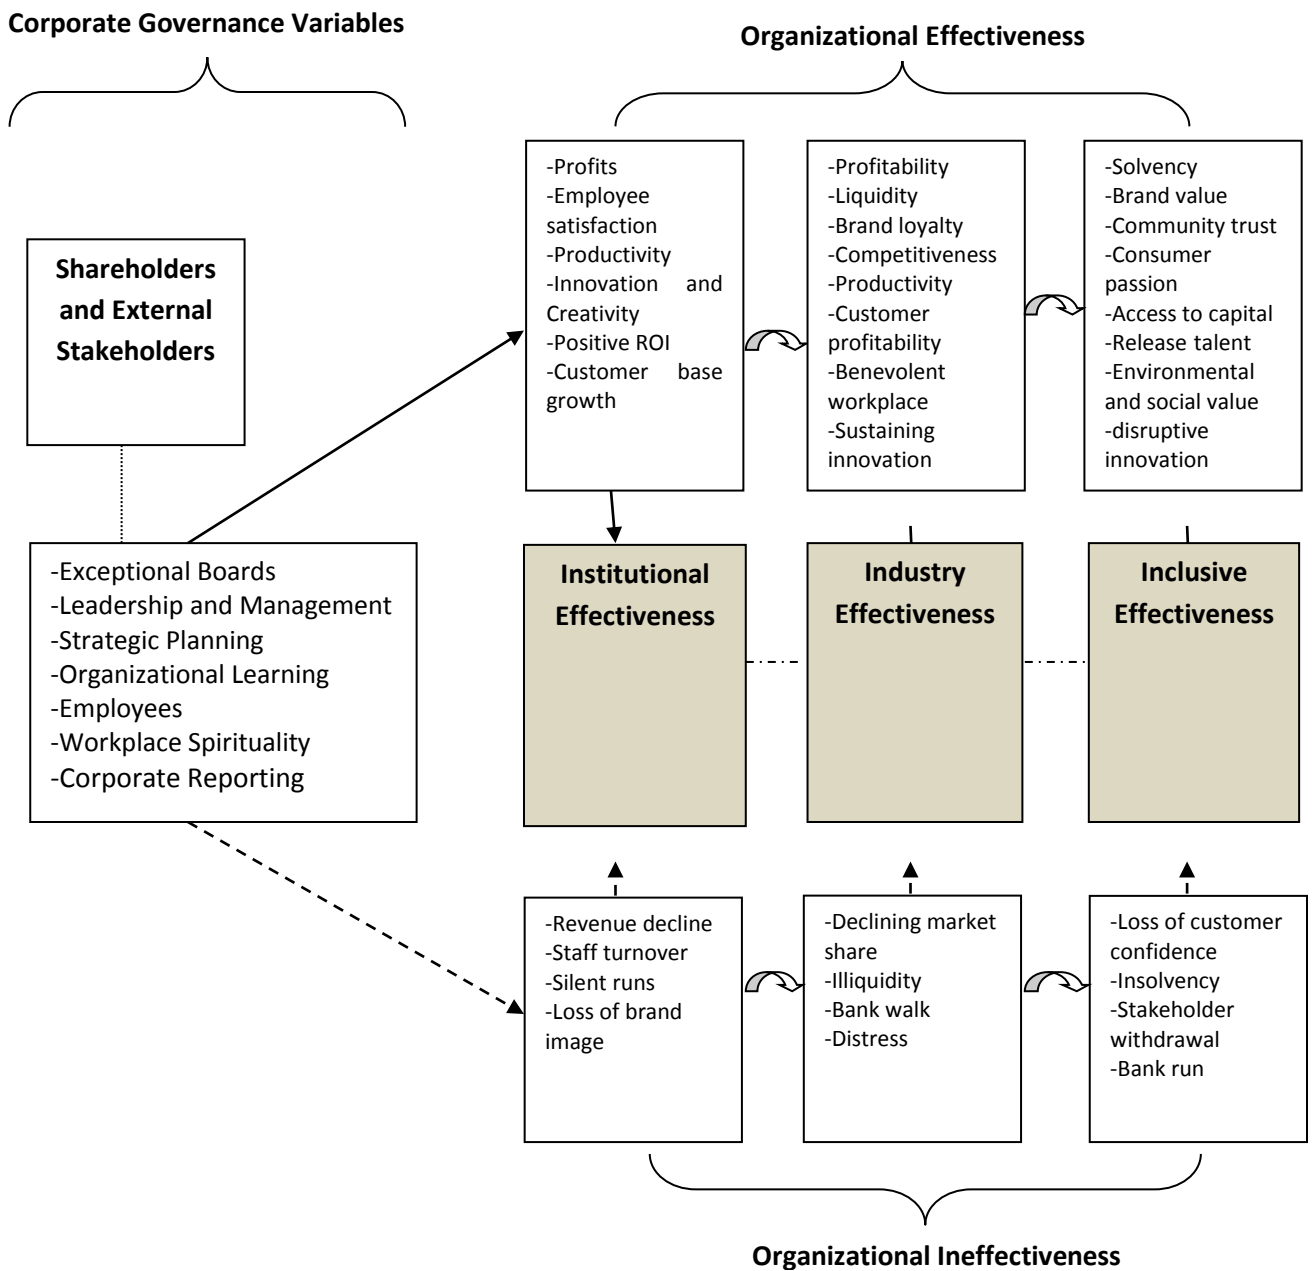 Corporate Governance Variables
Organizational Effectiveness
Shareholders
and External
Stakeholders
-Exceptional Boards
-Leadership and Management
-Strategic Planning
-Organizational Learning
-Employees
-Workplace Spirituality
-Corporate Reporting
-Profits
-Employee
satisfaction
-Productivity
-Innovation and
Creativity
-Positive ROI
-Customer base
growth
-Profitability
-Liquidity
-Brand loyalty
-Competitiveness
-Productivity
-Customer
profitability
-Benevolent
workplace
-Sustaining
innovation
-Solvency
-Brand value
-Community trust
-Consumer
passion
-Access to capital
-Release talent
-Environmental
and social value
-disruptive
innovation
Institutional
Effectiveness
Industry
Effectiveness
Inclusive
Effectiveness
-Revenue decline
-Staff turnover
-Silent runs
-Loss of brand
image
-Declining market
share
-Illiquidity
-Bank walk
-Distress
-Loss of customer
confidence
-Insolvency
-Stakeholder
withdrawal
-Bank run
Organizational Ineffectiveness